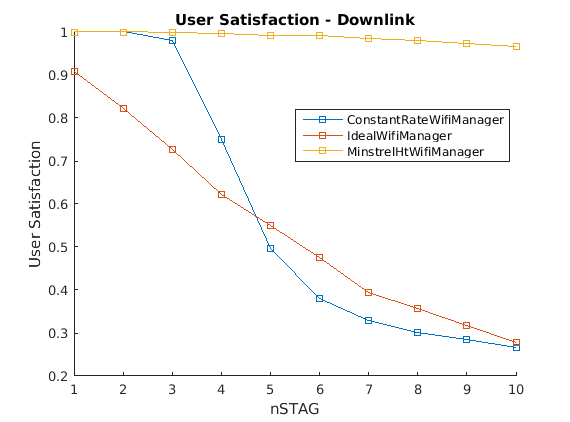 User Satisfaction - Downlink
1
0.9
0.8
0.7
0.6
0.5
0.4
0.3
0.2
User Satisfaction
ConstantRateWifiManager
IdealWifiManager
MinstrelHtWifiManager
1 2 3 4 5 6 7 8 9 10
nSTAG